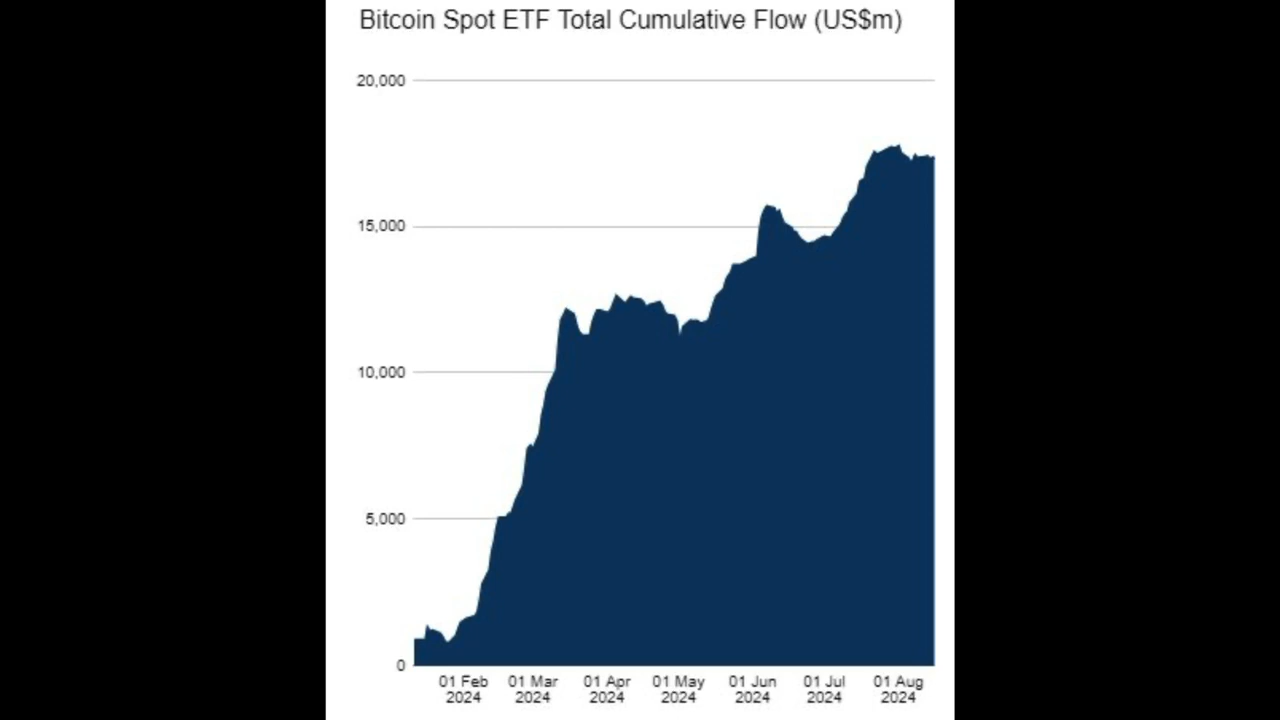 Bitcoin Spot ETF Total Cumulative Flow (US$m)
20,000
15,000
10,000
5,000
0
01 Feb 01 Mar 01 Apr 01 May 01 Jun 01 Jul 01 Aug
2024 2024 2024 2024 2024 2024 2024